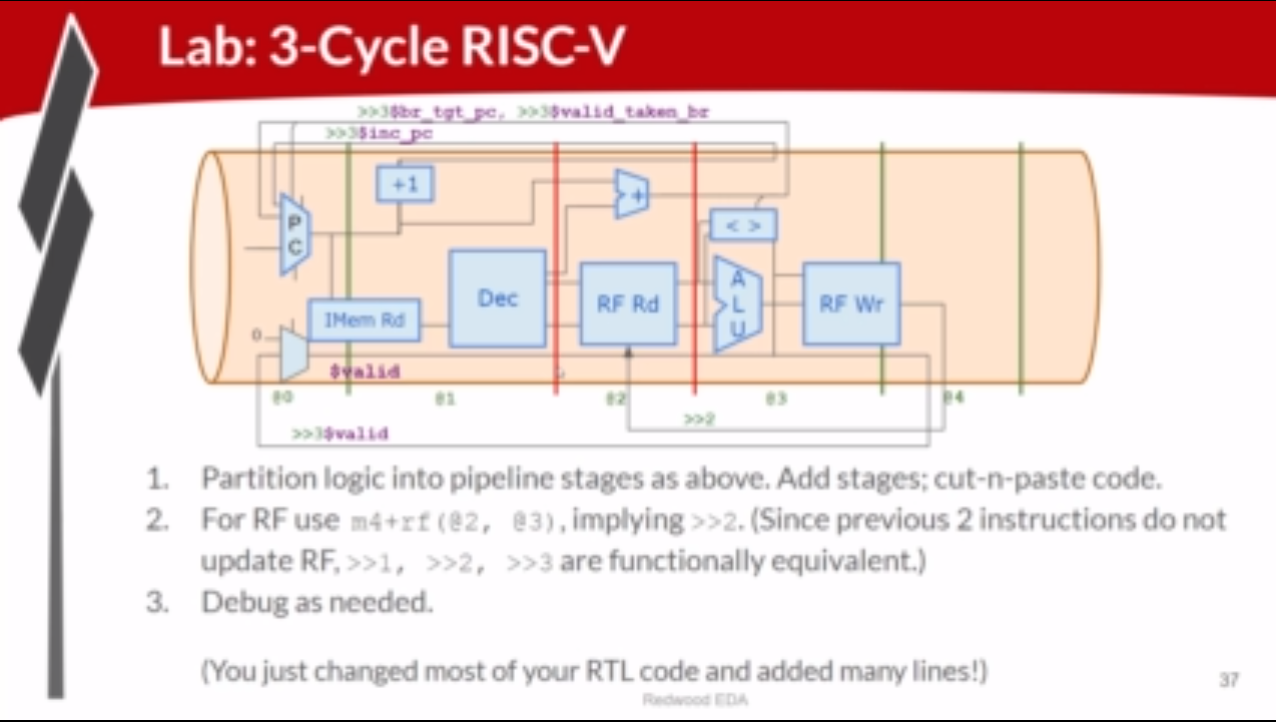 Lab: 3-Cycle RISC-V
>>3$br_tgt_pc, >>3$valid_taken_br
>>3$inc_pc
+1
+
P
C
< >
Dec
RF Rd
A
L
U
RF Wr
IMem Rd
0
$valid
@0
@1
@2
@3
@4
>>2
>>3$valid
1. Partition logic into pipeline stages as above. Add stages; cut-n-paste code.
2. For RF use m4+rf(@2, @3), implying >>2. (Since previous 2 instructions do not
update RF, >>1, >>2, >>3 are functionally equivalent.)
3. Debug as needed.
(You just changed most of your RTL code and added many lines!)
Redwood EDA
37